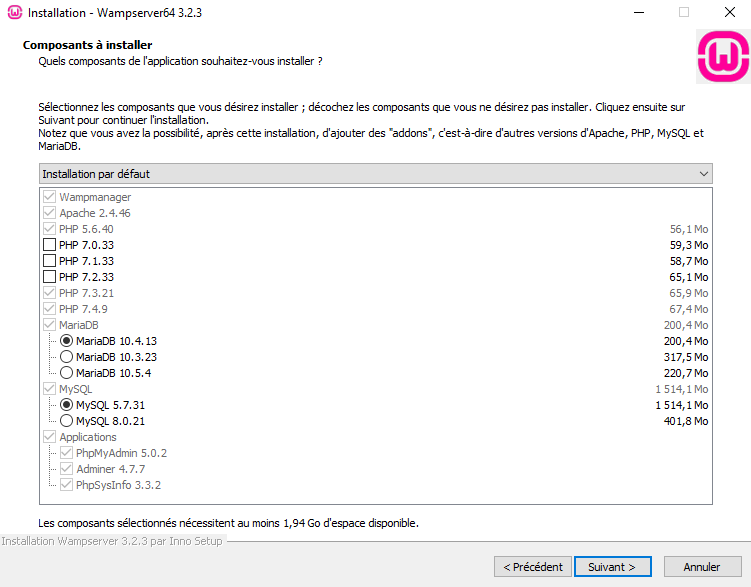 Installation - Wampserver64 3.2.3
Composants à installer
Quels composants de l'application souhaitez-vous installer ?
Sélectionnez les composants que vous désirez installer ; décochez les composants que vous ne désirez pas installer. Cliquez ensuite sur
Suivant pour continuer l'installation.
Notez que vous avez la possibilité, après cette installation, d'ajouter des "addons", c'est-à-dire d'autres versions d'Apache, PHP, MySQL et
MariaDB.
Installation par défaut
Wampmanager
Apache 2.4.46
PHP 5.6.40 56,1 Mo
PHP 7.0.33 59,3 Mo
PHP 7.1.33 58,7 Mo
PHP 7.2.33 65,1 Mo
PHP 7.3.21 65,9 Mo
PHP 7.4.9 67,4 Mo
MariaDB 200,4 Mo
MariaDB 10.4.13 200,4 Mo
MariaDB 10.3.23 317,5 Mo
MariaDB 10.5.4 220,7 Mo
MySQL 1 514,1 Mo
MySQL 5.7.31 1 514,1 Mo
MySQL 8.0.21 401,8 Mo
Applications
PhpMyAdmin 5.0.2
Adminer 4.7.7
PhpSysInfo 3.3.2
Les composants sélectionnés nécessitent au moins 1,94 Go d'espace disponible.
Installation Wampserver 3.2.3 par Inno Setup
< Précédent Suivant > Annuler